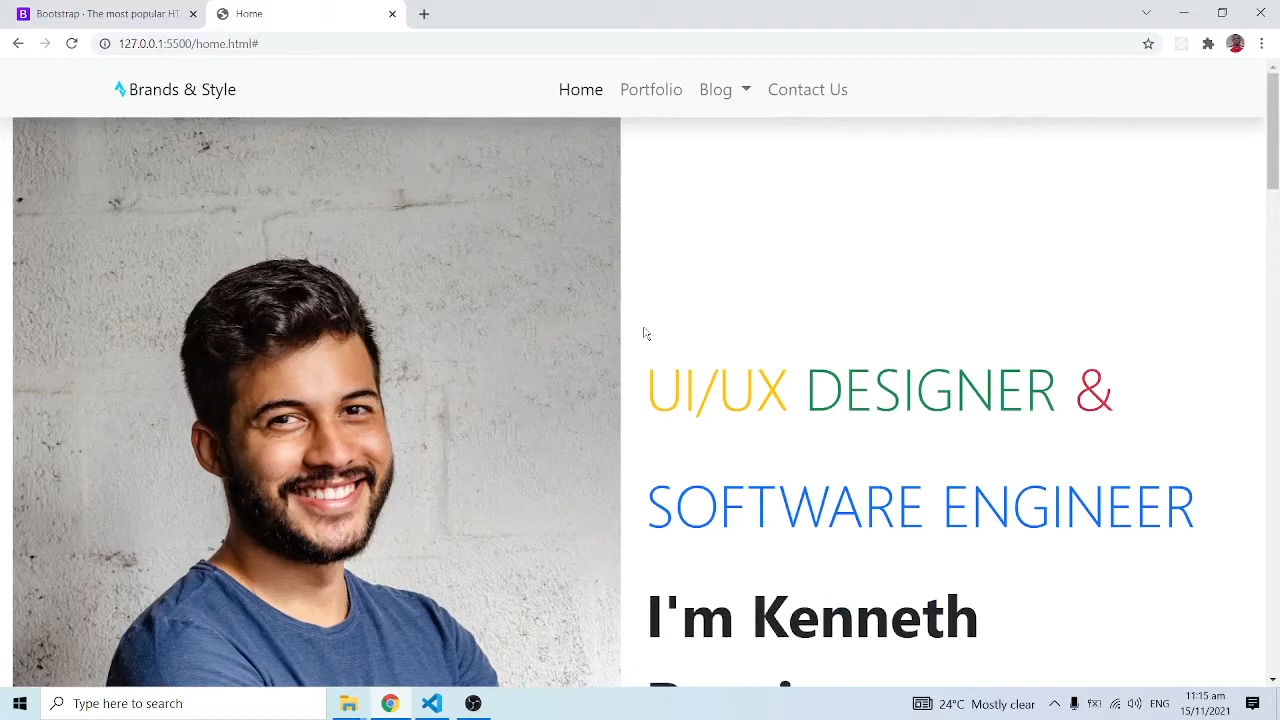 Bootstrap · The most popular HT
Home
127.0.0.1:5500/home.html#
Brands & Style
Home
Portfolio
Blog
Contact Us
UI/UX DESIGNER &
SOFTWARE ENGINEER
I'm Kenneth
Type here to search
24°C Mostly clear
11:15 am
15/11/2021